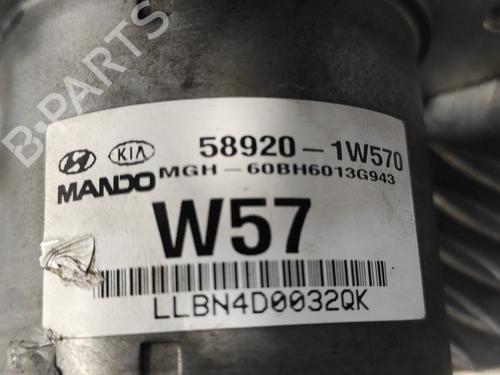 B-PARTS
KIA 58920-1W570
MANDO MGH-60BH6013G943
W57
LLBN4D0032QK